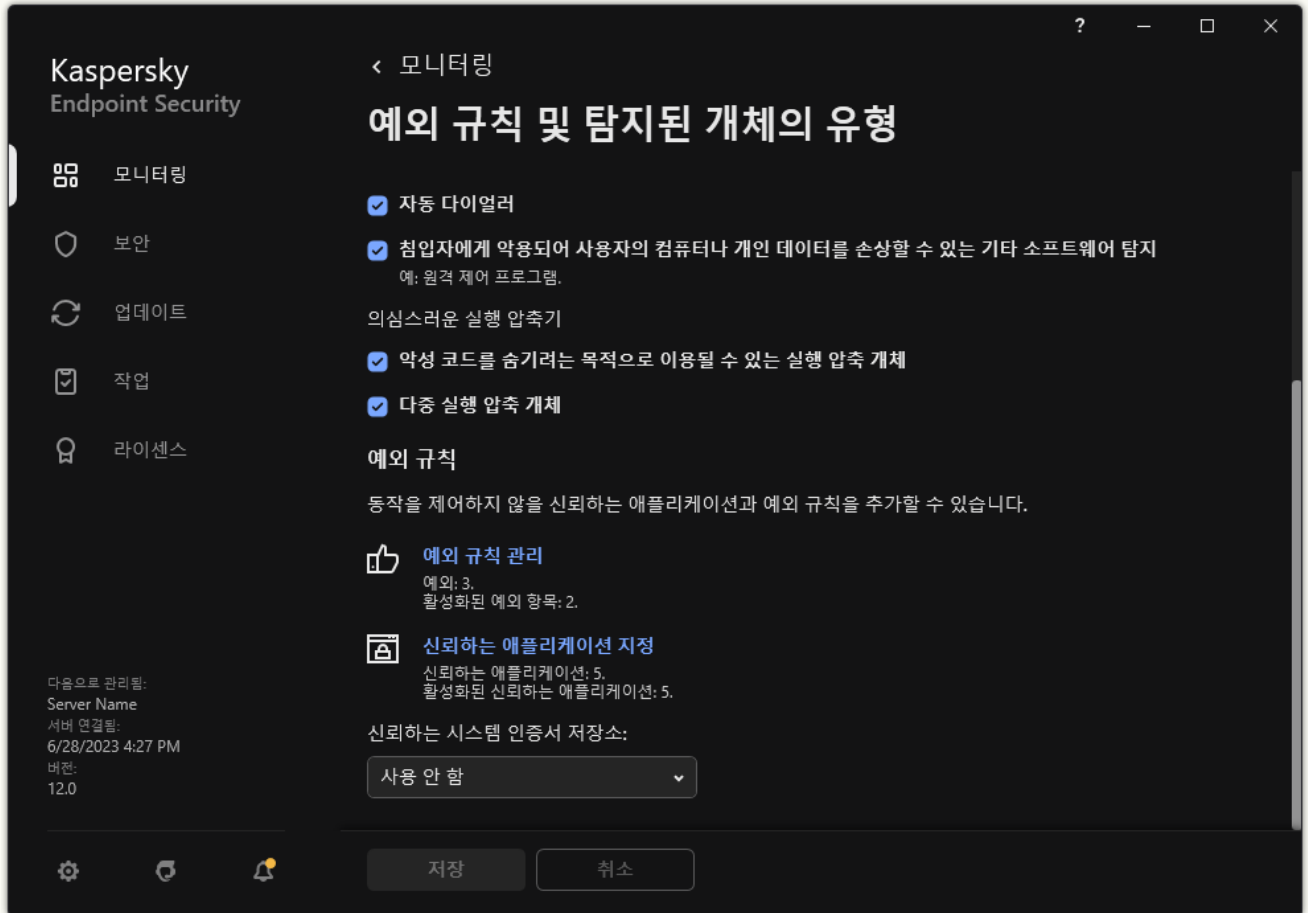 ?
Kaspersky
Endpoint Security
모니터링
보안
업데이트
작업
라이센스
다음으로 관리됨:
Server Name
서버 연결됨:
6/28/2023 4:27 PM
버전:
12.0
모니터링
예외 규칙 및 탐지된 개체의 유형
자동 다이얼러
침입자에게 악용되어 사용자의 컴퓨터나 개인 데이터를 손상할 수 있는 기타 소프트웨어 탐지
예: 원격 제어 프로그램.
의심스러운 실행 압축기
악성 코드를 숨기려는 목적으로 이용될 수 있는 실행 압축 개체
다중 실행 압축 개체
예외 규칙
동작을 제어하지 않을 신뢰하는 애플리케이션과 예외 규칙을 추가할 수 있습니다.
예외 규칙 관리
예외: 3.
활성화된 예외 항목: 2.
신뢰하는 애플리케이션 지정
신뢰하는 애플리케이션: 5.
활성화된 신뢰하는 애플리케이션: 5.
신뢰하는 시스템 인증서 저장소:
사용 안 함
저장
취소